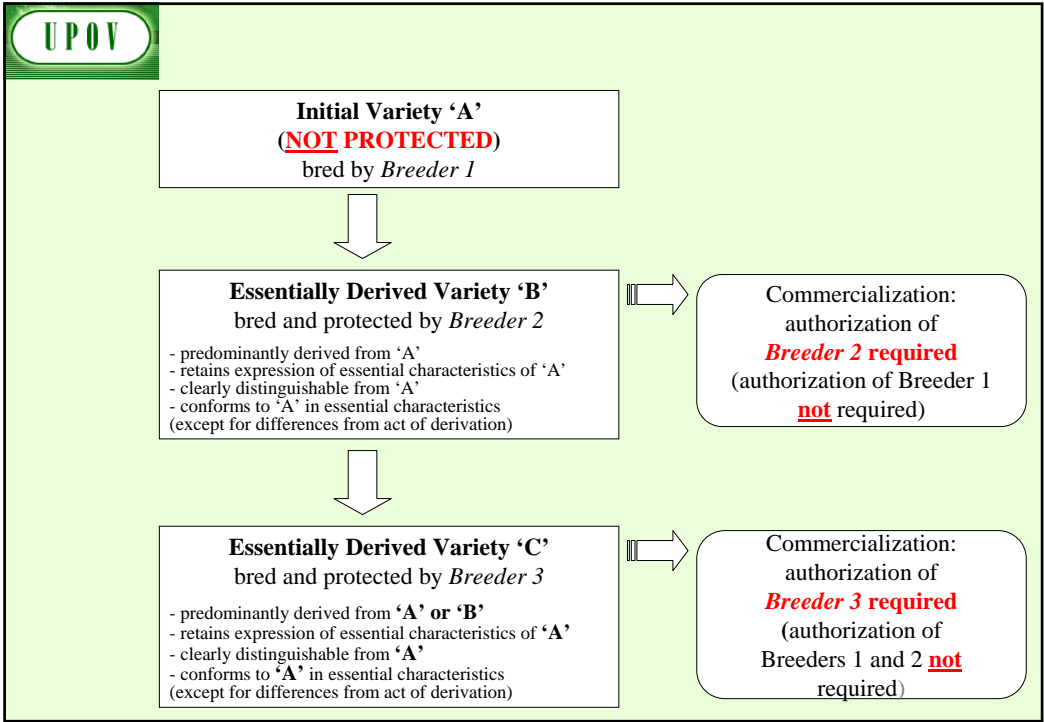 UPOV
Initial Variety ‘A’
(NOT PROTECTED)
bred by Breeder 1
Essentially Derived Variety ‘B’
bred and protected by Breeder 2
- predominantly derived from ‘A’
- retains expression of essential characteristics of ‘A’
- clearly distinguishable from ‘A’
- conforms to ‘A’ in essential characteristics
(except for differences from act of derivation)
Commercialization:
authorization of
Breeder 2 required
(authorization of Breeder 1
not required)
Essentially Derived Variety ‘C’
bred and protected by Breeder 3
- predominantly derived from ‘A’ or ‘B’
- retains expression of essential characteristics of ‘A’
- clearly distinguishable from ‘A’
- conforms to ‘A’ in essential characteristics
(except for differences from act of derivation)
Commercialization:
authorization of
Breeder 3 required
(authorization of
Breeders 1 and 2 not
required)